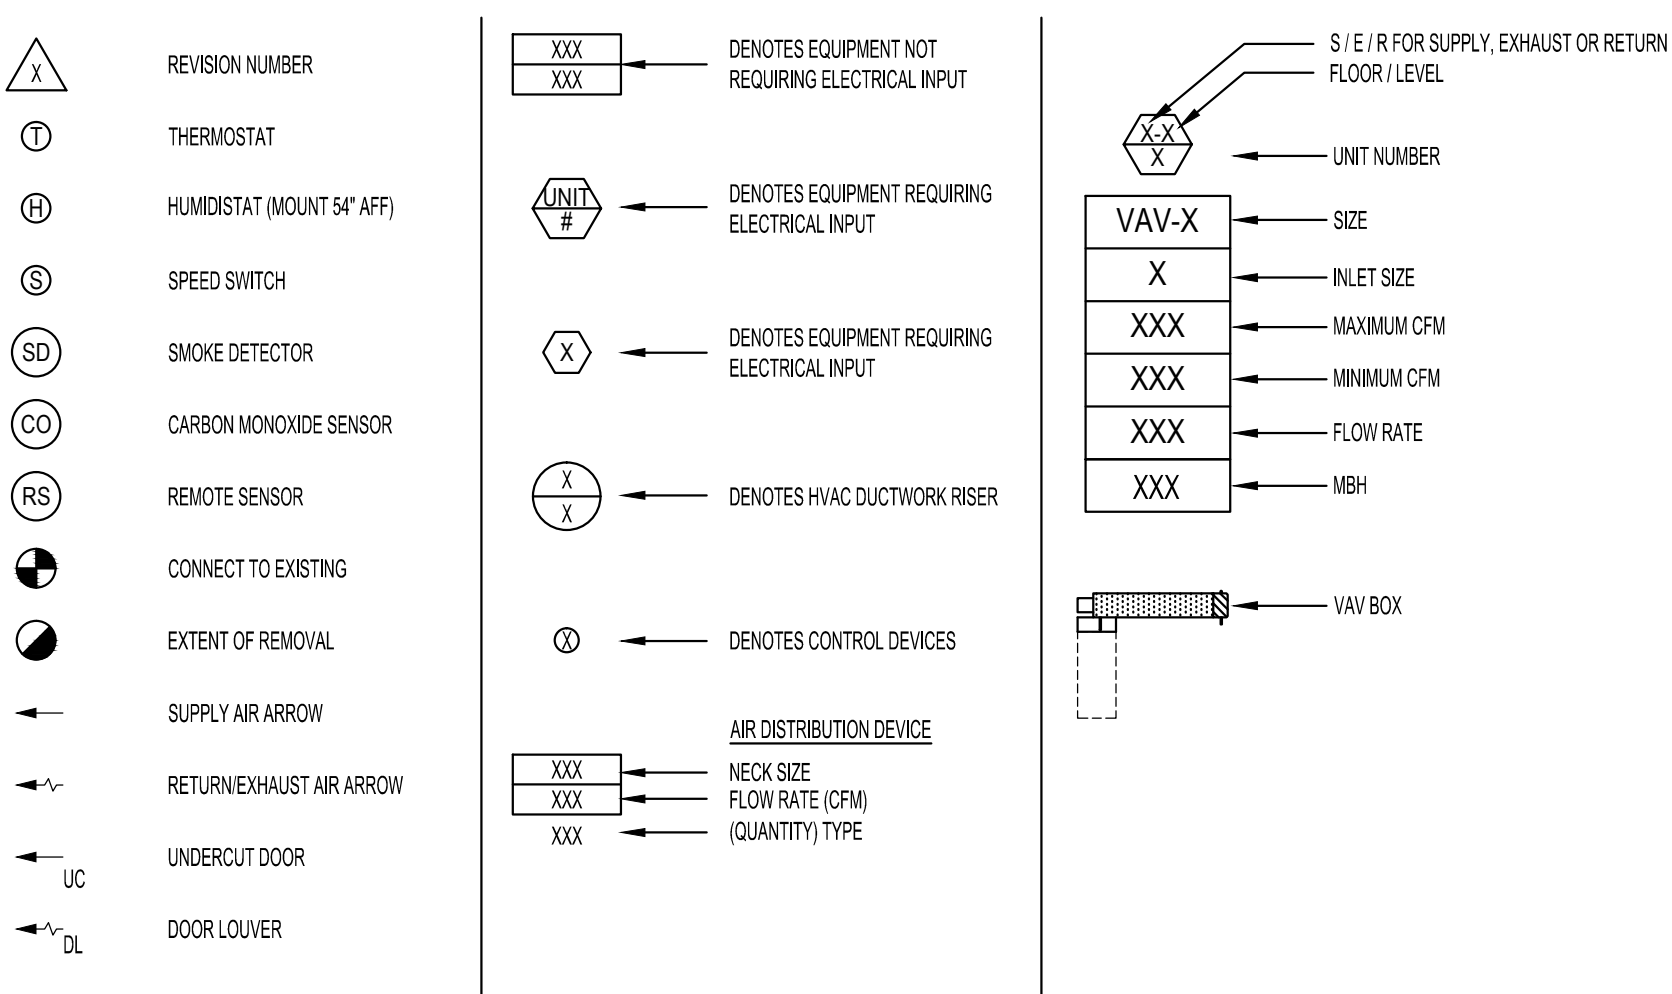 X REVISION NUMBER
T THERMOSTAT
H HUMIDISTAT (MOUNT 54" AFF)
S SPEED SWITCH
SD SMOKE DETECTOR
CO CARBON MONOXIDE SENSOR
RS REMOTE SENSOR
CONNECT TO EXISTING
EXTENT OF REMOVAL
SUPPLY AIR ARROW
RETURN/EXHAUST AIR ARROW
UNDERCUT DOOR
UC
DOOR LOUVER
DL
XXX
XXX
DENOTES EQUIPMENT NOT
REQUIRING ELECTRICAL INPUT
UNIT
#
DENOTES EQUIPMENT REQUIRING
ELECTRICAL INPUT
X
DENOTES EQUIPMENT REQUIRING
ELECTRICAL INPUT
X
X
DENOTES HVAC DUCTWORK RISER
X DENOTES CONTROL DEVICES
AIR DISTRIBUTION DEVICE
XXX NECK SIZE
XXX FLOW RATE (CFM)
XXX (QUANTITY) TYPE
S / E / R FOR SUPPLY, EXHAUST OR RETURN
FLOOR / LEVEL
X-X
X UNIT NUMBER
VAV-X SIZE
X INLET SIZE
XXX MAXIMUM CFM
XXX MINIMUM CFM
XXX FLOW RATE
XXX MBH
VAV BOX